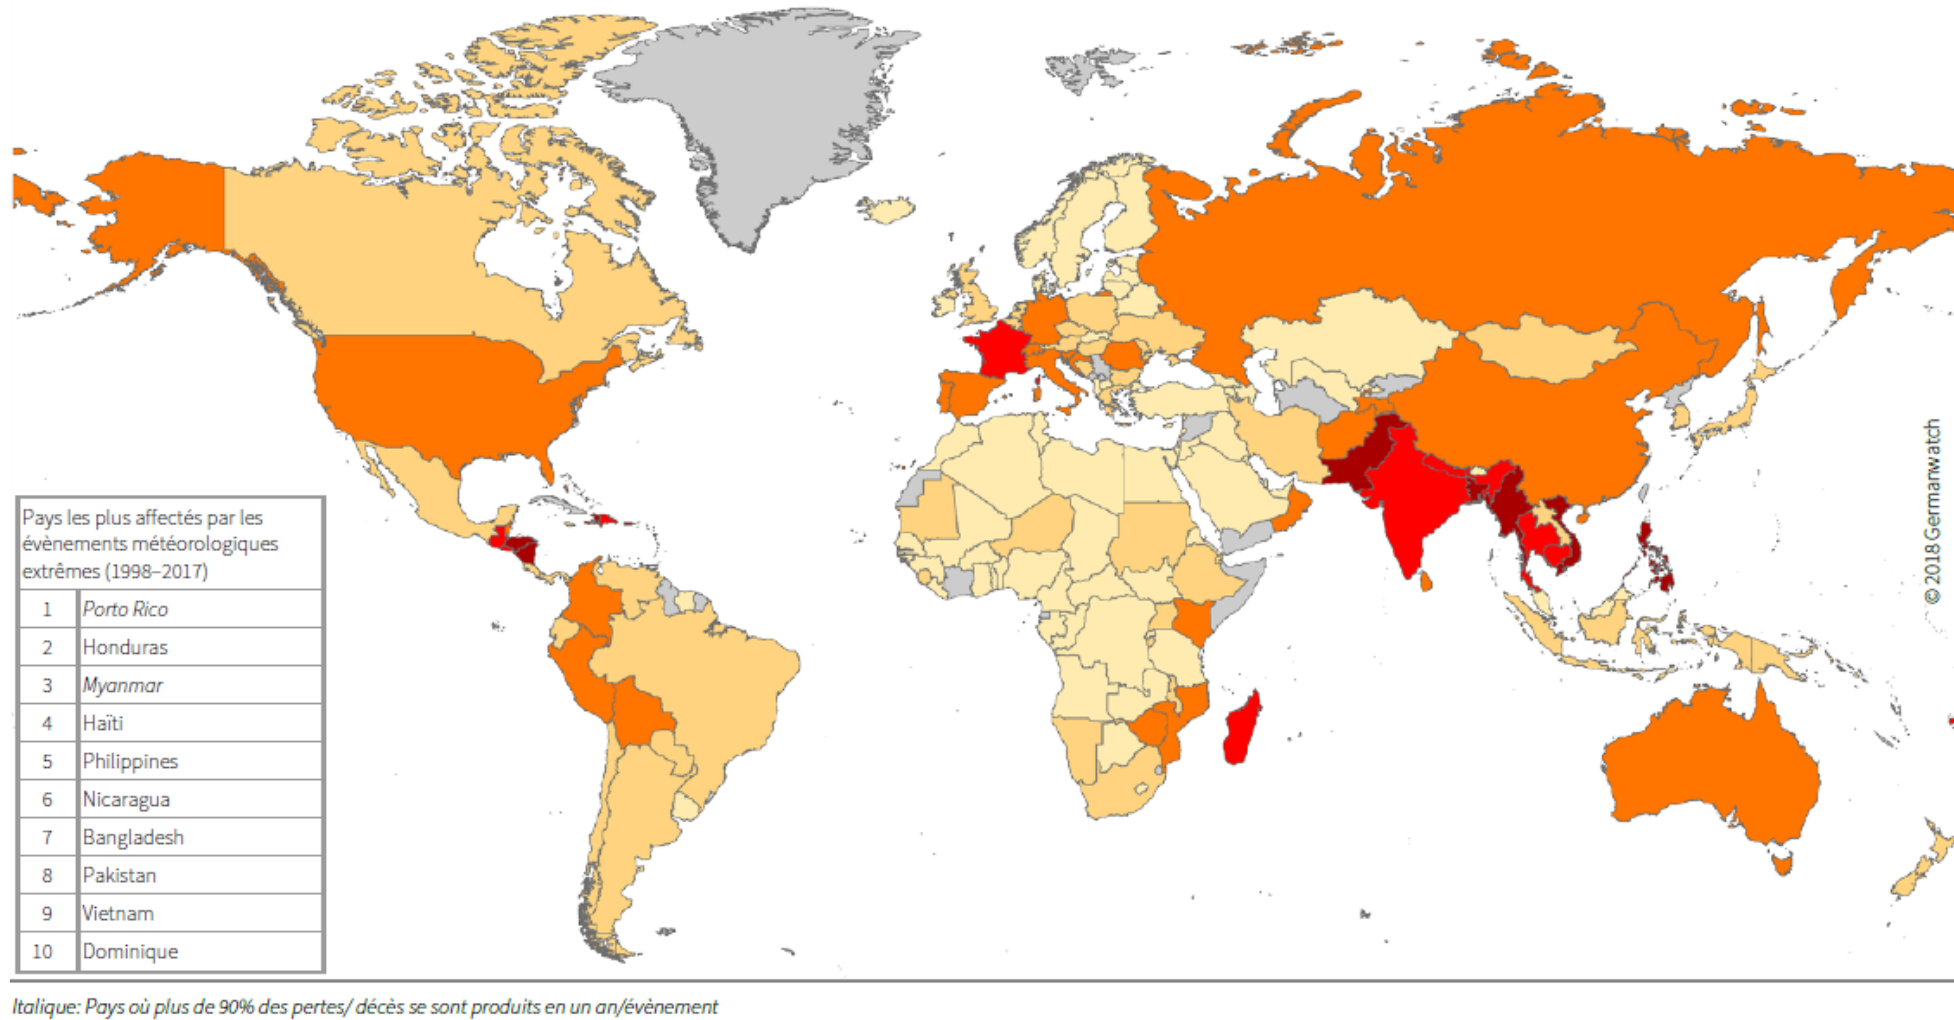 Pays les plus affectés par les
évènements météorologiques
extrêmes (1998–2017)
1 Porto Rico
2 Honduras
3 Myanmar
4 Haïti
5 Philippines
6 Nicaragua
7 Bangladesh
8 Pakistan
9 Vietnam
10 Dominique
© 2018 Germanwatch
Italique: Pays où plus de 90% des pertes/ décès se sont produits en un an/évènement